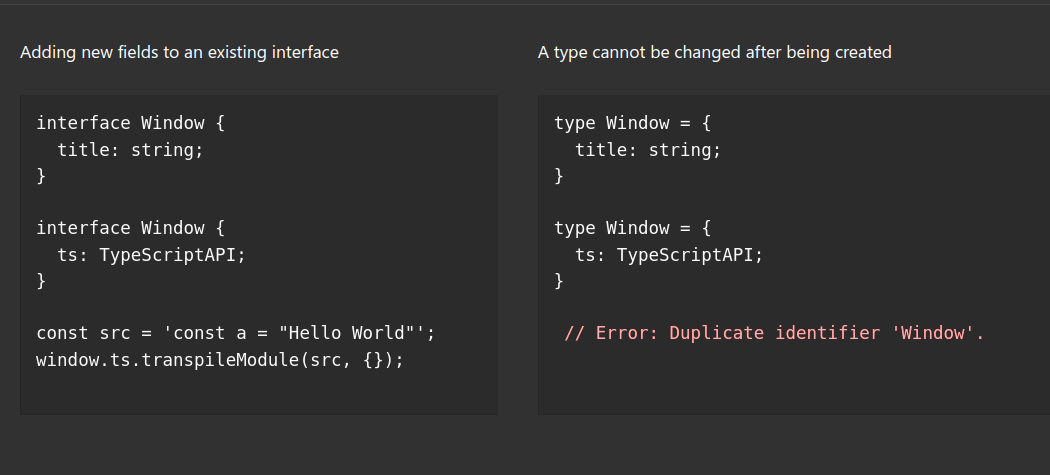 Adding new fields to an existing interface
interface Window {
  title: string;
}

interface Window {
  ts: TypeScriptAPI;
}

const src = 'const a = "Hello World"';
window.ts.transpileModule(src, {});

A type cannot be changed after being created
type Window = {
  title: string;
}

type Window = {
  ts: TypeScriptAPI;
}

 // Error: Duplicate identifier 'Window'.